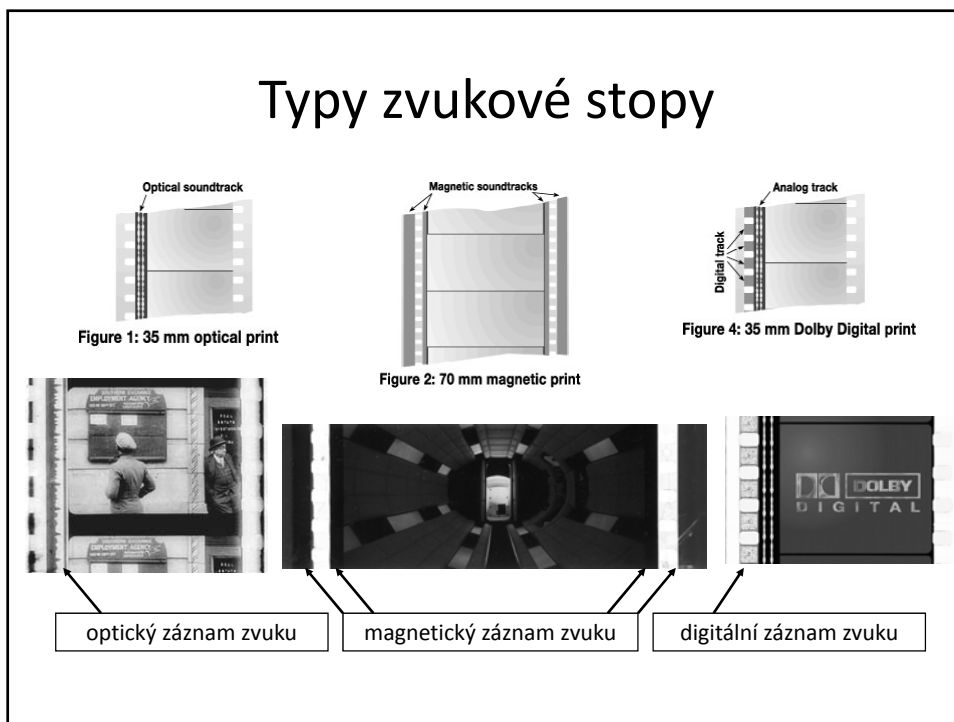 Typy zvukové stopy
Optical soundtrack
Figure 1: 35 mm optical print
Magnetic soundtracks
Figure 2: 70 mm magnetic print
Analog track
Digital track
Figure 4: 35 mm Dolby Digital print
EMPLOYMENT AGENCY
REAL
ESTATE
EMPLOYMENT AGENCY
DOLBY
DIGITAL
optický záznam zvuku
magnetický záznam zvuku
digitální záznam zvuku